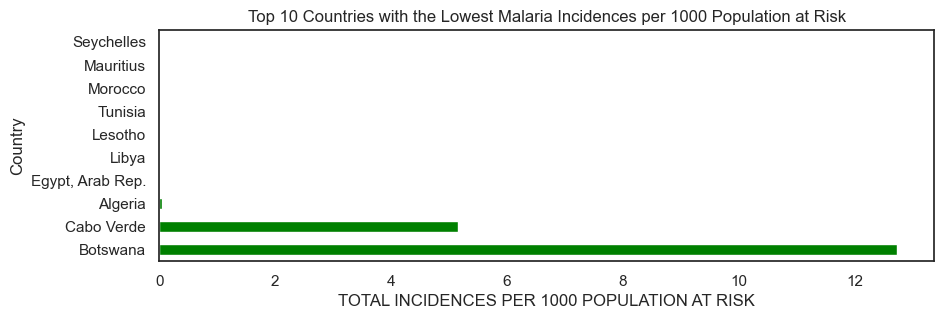 Top 10 Countries with the Lowest Malaria Incidences per 1000 Population at Risk
Country
Seychelles
Mauritius
Morocco
Tunisia
Lesotho
Libya
Egypt, Arab Rep.
Algeria
Cabo Verde
Botswana
0 2 4 6 8 10 12
TOTAL INCIDENCES PER 1000 POPULATION AT RISK